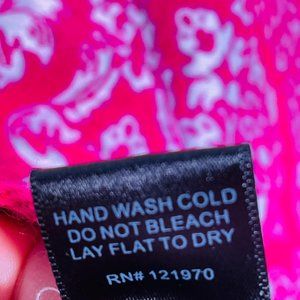 HAND WASH COLD
DO NOT BLEACH
LAY FLAT TO DRY
RN# 121970